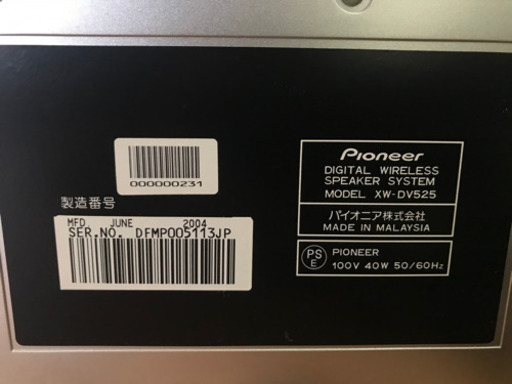 000000231
製造番号
MFD JUNE 2004
SER.NO. DFMP005113JP
Pioneer
DIGITAL WIRELESS
SPEAKER SYSTEM
MODEL XW-DV525
パイオニア株式会社
MADE IN MALAYSIA
PS
E
PIONEER
100V 40W 50/60Hz